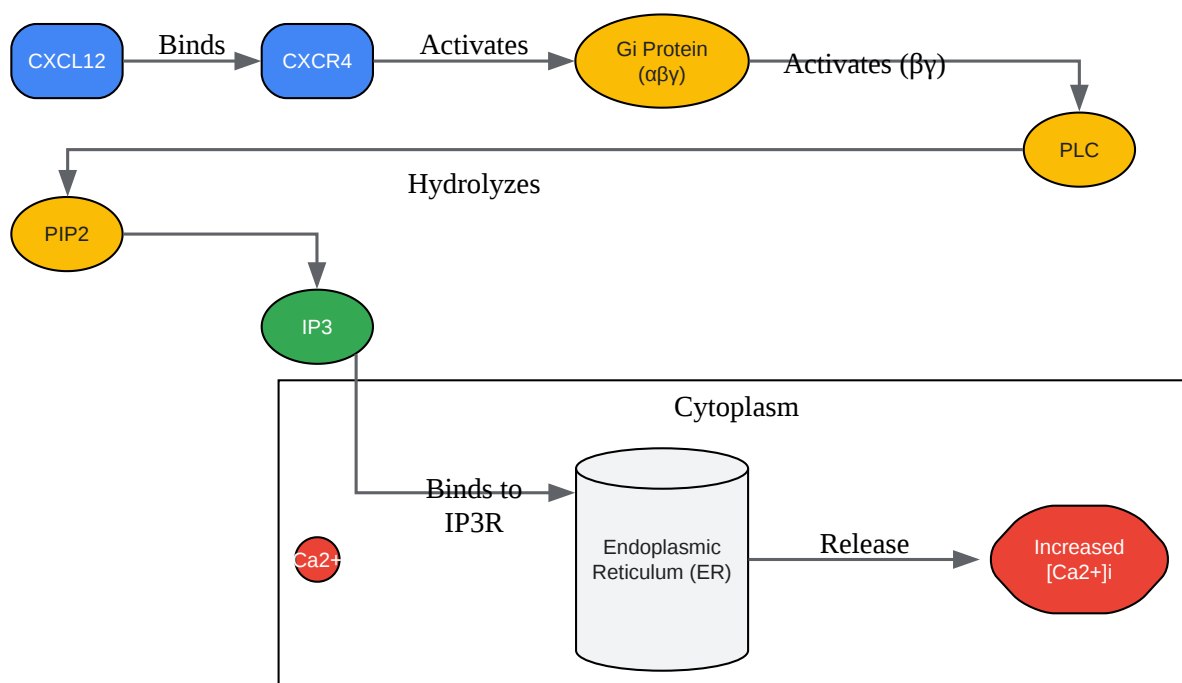 CXCL12
Binds
CXCR4
Activates
Gi Protein
(αβγ)
Activates (βγ)
PLC
Hydrolyzes
PIP2
IP3
Cytoplasm
Binds to
IP3R
Ca2+
Endoplasmic
Reticulum (ER)
Release
Increased
[Ca2+]i